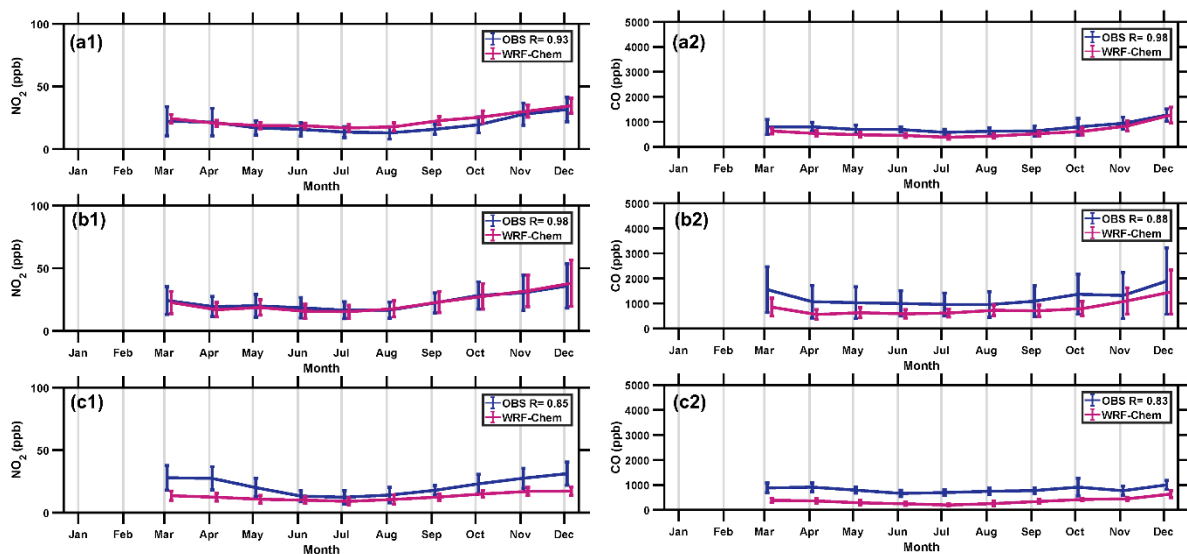 100
(a1)
OBS R= 0.93
WRF-Chem
NO2 (ppb)
50
0
Jan Feb Mar Apr May Jun Jul Aug Sep Oct Nov Dec
Month
5000
(a2)
OBS R= 0.98
WRF-Chem
4000
CO (ppb)
3000
2000
1000
0
Jan Feb Mar Apr May Jun Jul Aug Sep Oct Nov Dec
Month
100
(b1)
OBS R= 0.98
WRF-Chem
NO2 (ppb)
50
0
Jan Feb Mar Apr May Jun Jul Aug Sep Oct Nov Dec
Month
5000
(b2)
OBS R= 0.88
WRF-Chem
4000
CO (ppb)
3000
2000
1000
0
Jan Feb Mar Apr May Jun Jul Aug Sep Oct Nov Dec
Month
100
(c1)
OBS R= 0.85
WRF-Chem
NO2 (ppb)
50
0
Jan Feb Mar Apr May Jun Jul Aug Sep Oct Nov Dec
Month
5000
(c2)
OBS R= 0.83
WRF-Chem
4000
CO (ppb)
3000
2000
1000
0
Jan Feb Mar Apr May Jun Jul Aug Sep Oct Nov Dec
Month